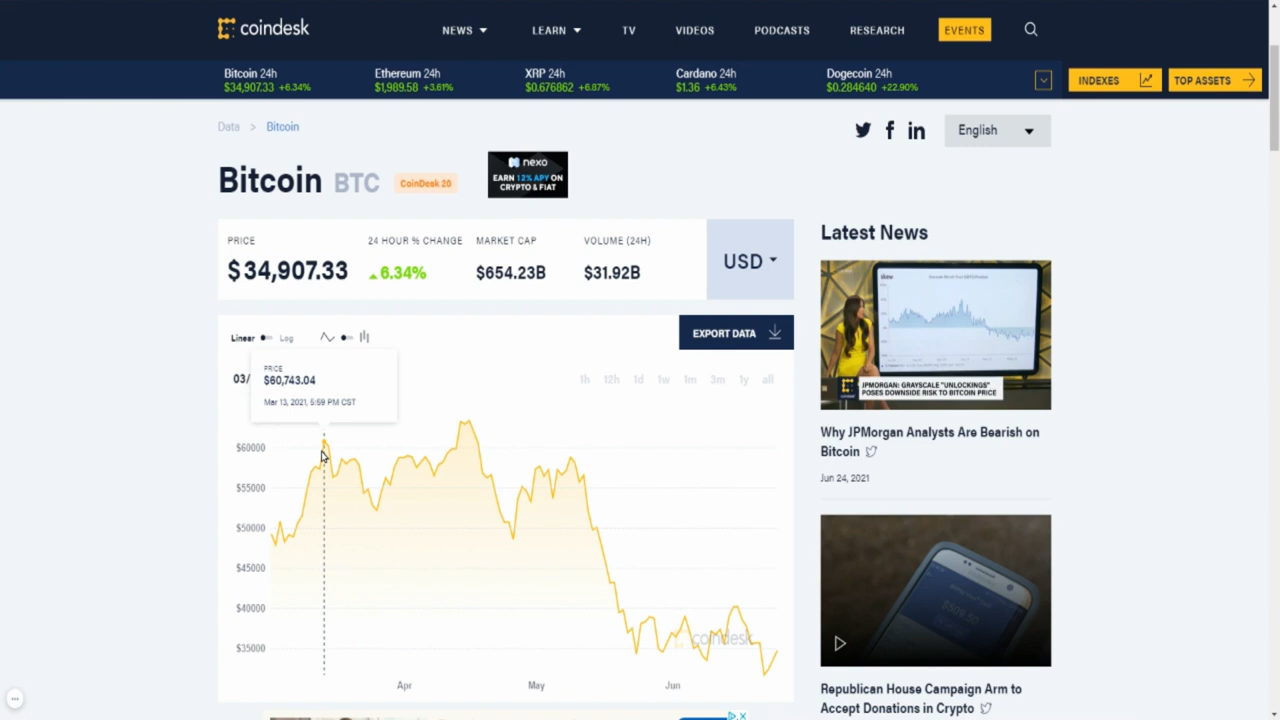 coindesk
NEWS
LEARN
TV
VIDEOS
PODCASTS
RESEARCH
EVENTS
Bitcoin 24h
$34,907.33 +6.34%
Ethereum 24h
$1,989.58 +3.61%
XRP 24h
$0.676862 +6.87%
Cardano 24h
$1.36 +6.43%
Dogecoin 24h
$0.284640 +22.90%
INDEXES
TOP ASSETS
Data > Bitcoin
English
Bitcoin BTC
CoinDesk 20
nexo
EARN 12% APY ON
CRYPTO & FIAT
PRICE
$34,907.33
24 HOUR % CHANGE
6.34%
MARKET CAP
$654.23B
VOLUME (24H)
$31.92B
USD
Linear
Log
EXPORT DATA
03/
PRICE
$60,743.04
Mar 13, 2021, 5:59 PM CST
1h 12h 1d 1w 1m 3m 1y all
$60000
$55000
$50000
$45000
$40000
$35000
coindesk
Apr
May
Jun
Latest News
skew
JPMORGAN: GRAYSCALE "UNLOCKINGS"
POSES DOWNSIDE RISK TO BITCOIN PRICE
Why JPMorgan Analysts Are Bearish on
Bitcoin
Jun 24, 2021
$509.50
Republican House Campaign Arm to
Accept Donations in Crypto